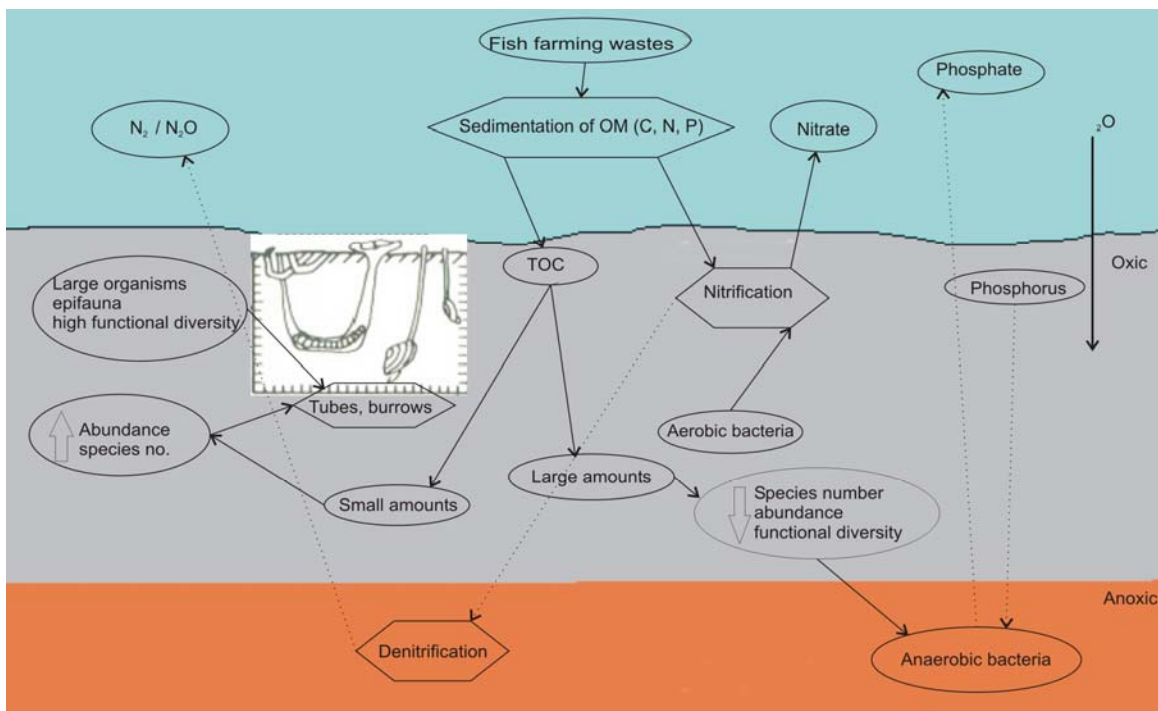 Fish farming wastes
Phosphate
N₂ / N₂O
Sedimentation of OM (C, N, P)
Nitrate
₂O
TOC
Oxic
Large organisms
epifauna
high functional diversity
Nitrification
Phosphorus
Tubes, burrows
Abundance
species no.
Aerobic bacteria
Large amounts
Small amounts
Species number
abundance
functional diversity
Anoxic
Denitrification
Anaerobic bacteria